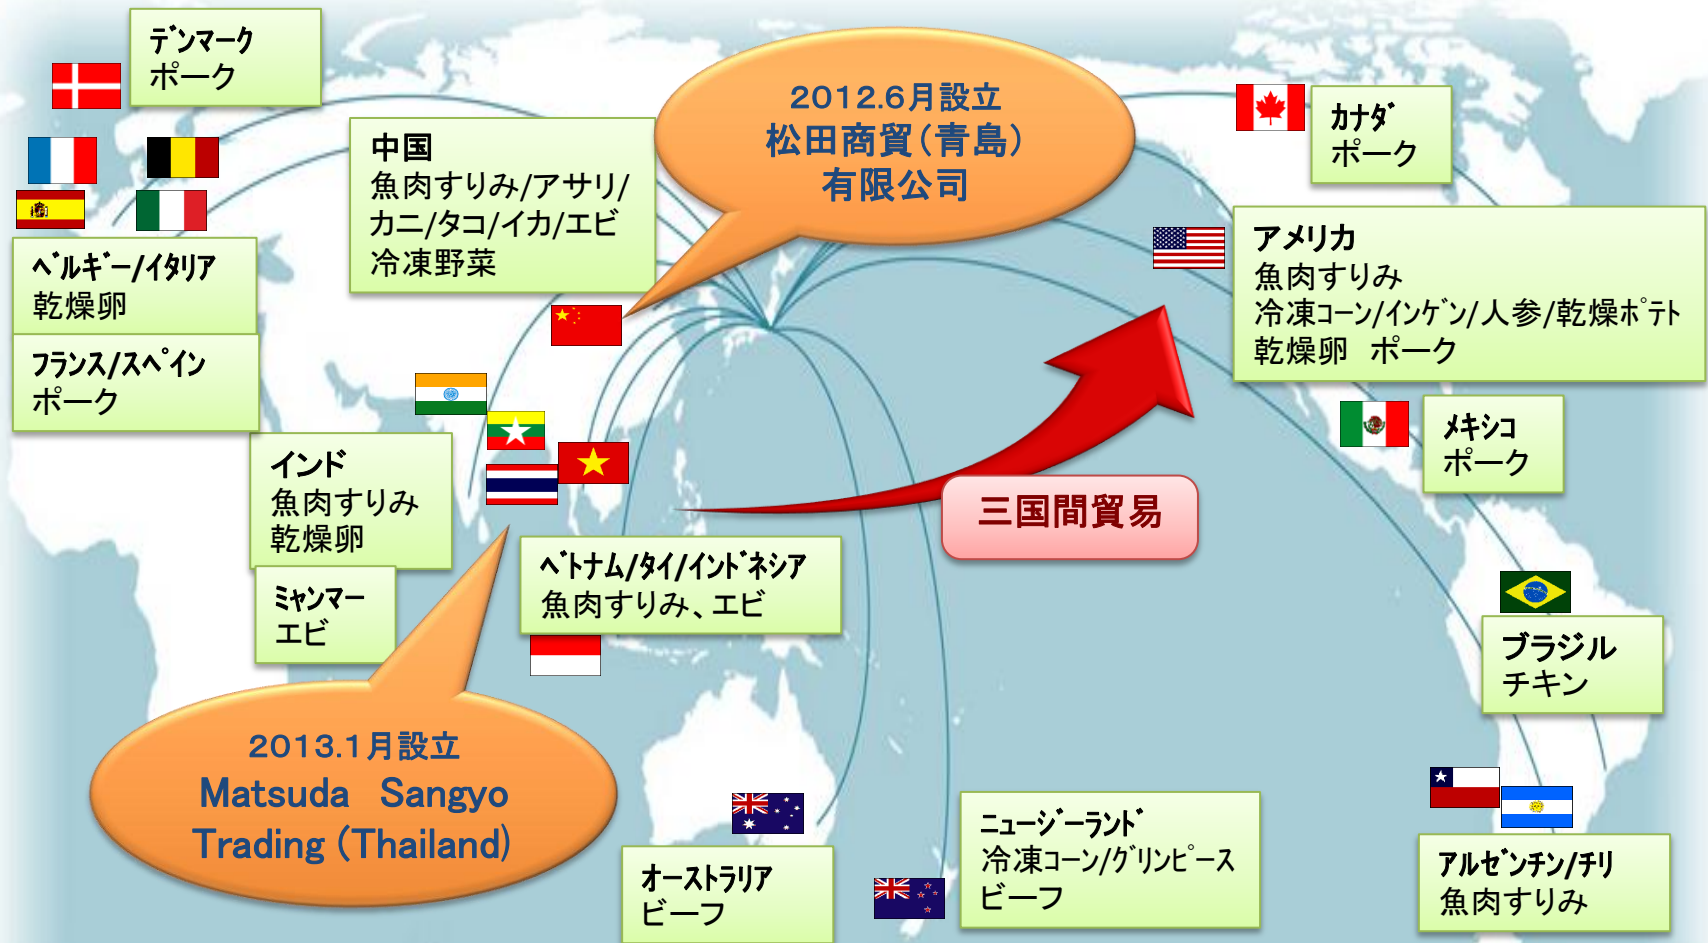 デンマーク
ポーク
2012.6月設立
松田商貿(青島)
有限公司
カナダ
ポーク
中国
魚肉すりみ/アサリ/
カニ/タコ/イカ/エビ
冷凍野菜
アメリカ
魚肉すりみ
冷凍コーン/インゲン/人参/乾燥ポテト
乾燥卵 ポーク
ベルギー/イタリア
乾燥卵
フランス/スペイン
ポーク
メキシコ
ポーク
インド
魚肉すりみ
乾燥卵
三国間貿易
ベトナム/タイ/インドネシア
魚肉すりみ、エビ
ミャンマー
エビ
ブラジル
チキン
2013.1月設立
Matsuda Sangyo
Trading (Thailand)
オーストラリア
ビーフ
ニュージーランド
冷凍コーン/グリンピース
ビーフ
アルゼンチン/チリ
魚肉すりみ